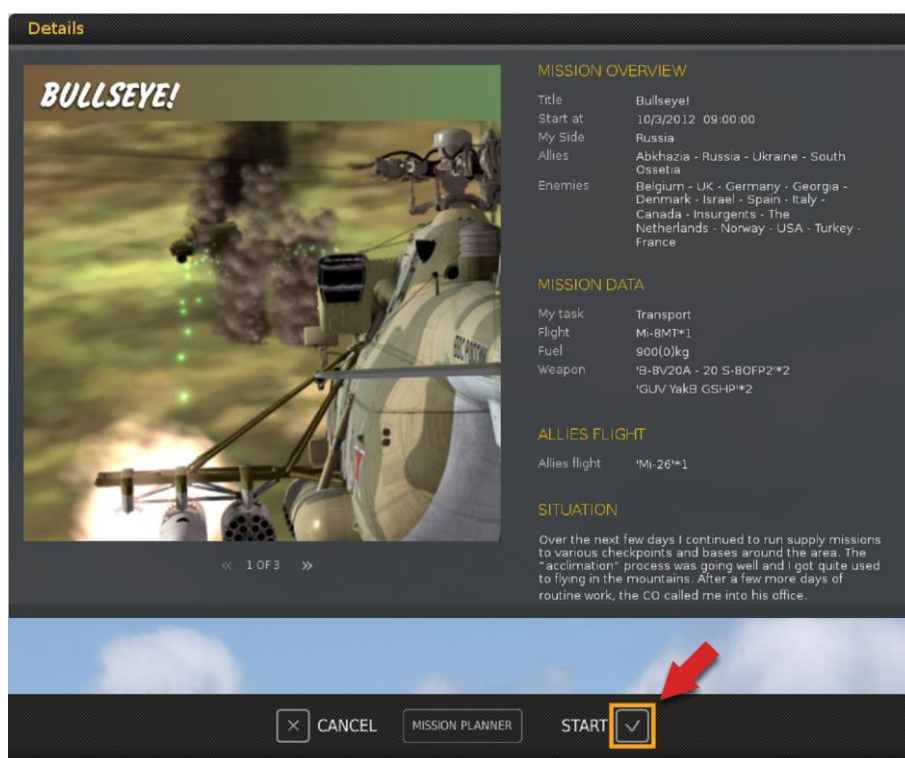 Details
BULLSEYE!
1 OF 3
MISSION OVERVIEW
Title Bullseye!
Start at 10/3/2012 09:00:00
My Side Russia
Allies Abkhazia - Russia - Ukraine - South
Ossetia
Enemies Belgium - UK - Germany - Georgia -
Denmark - Israel - Spain - Italy -
Canada - Insurgents - The
Netherlands - Norway - USA - Turkey -
France
MISSION DATA
My task Transport
Flight Mi-8MT*1
Fuel 900(0)kg
Weapon 'B-8V20A - 20 S-8OFP2'*2
'GUV YakB GSHP'*2
ALLIES FLIGHT
Allies flight 'Mi-26'*1
SITUATION
Over the next few days I continued to run supply missions
to various checkpoints and bases around the area. The
"acclimation" process was going well and I got quite used
to flying in the mountains. After a few more days of
routine work, the CO called me into his office.
CANCEL MISSION PLANNER START